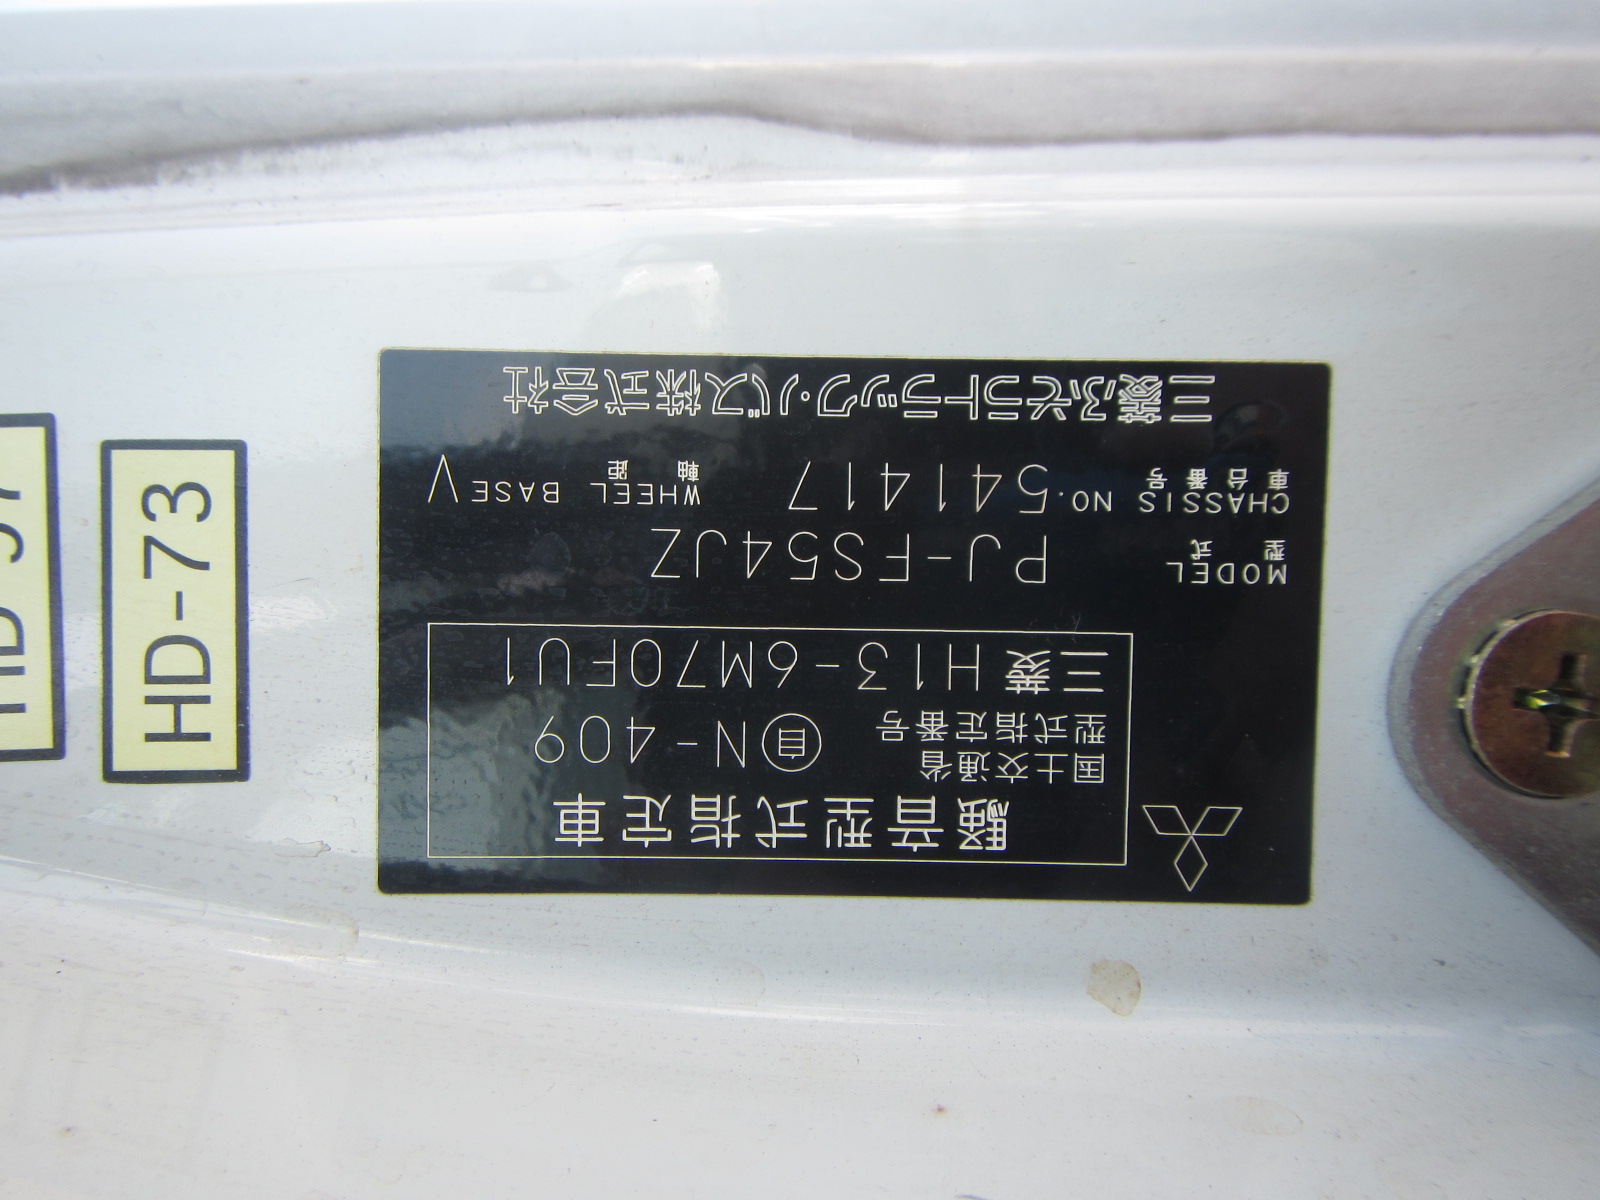 騒音型式指定車
国土交通省
型式指定番号
自 N-409
三菱 H13-6M70FU1
MODEL
型式
PJ-FS54JZ
CHASSIS NO.
車台番号
541417
WHEEL BASE
軸距
V
三菱ふそうトラック・バス株式会社
HD-73